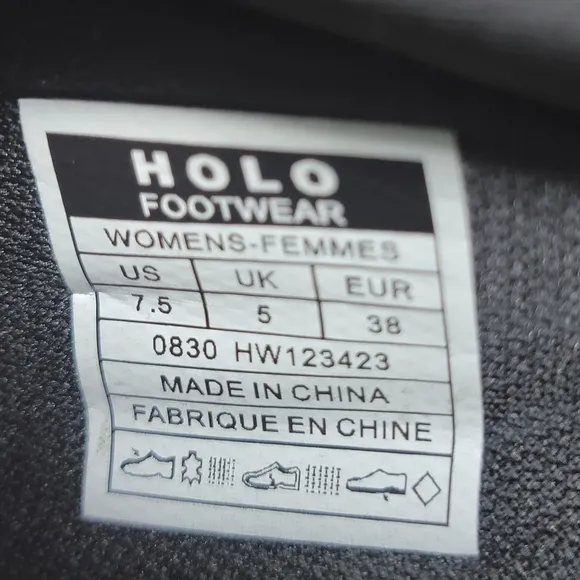 HOLO
FOOTWEAR
WOMENS-FEMMES
US UK EUR
7.5 5 38
0830 HW123423
MADE IN CHINA
FABRIQUE EN CHINE